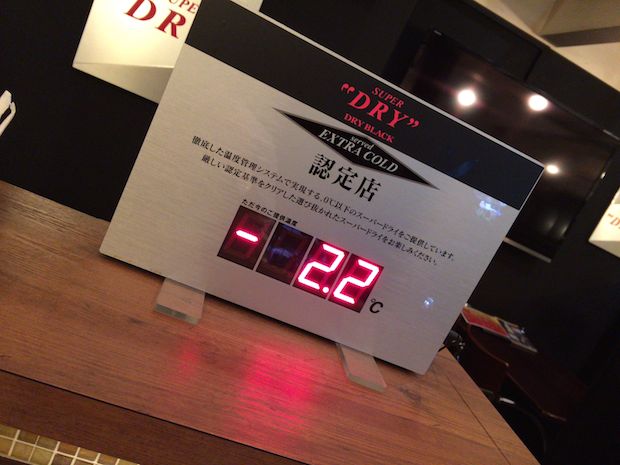 SUPER
DR
SUPER
"DRY"
DRY BLACK
served
EXTRA COLD
認定店
徹底した温度管理システムで実現する、0℃以下のスーパードライをご提供しています。
厳しい認定基準をクリアした選び抜かれたスーパードライをお楽しみください。
ただ今のご提供温度
-2.2℃
"D